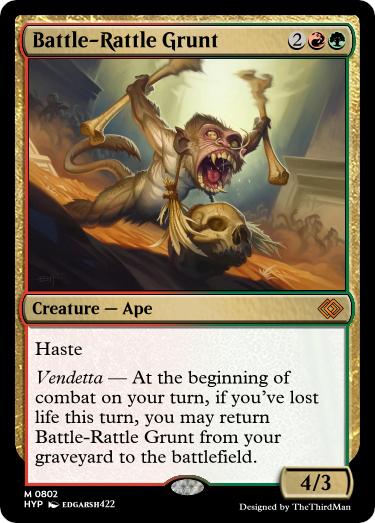 Battle-Rattle Grunt 2
Creature — Ape
Haste
Vendetta — At the beginning of
combat on your turn, if you've lost
life this turn, you may return
Battle-Rattle Grunt from your
graveyard to the battlefield.
4/3
M 0802
HYP EDGARSH422
Designed by TheThirdMan